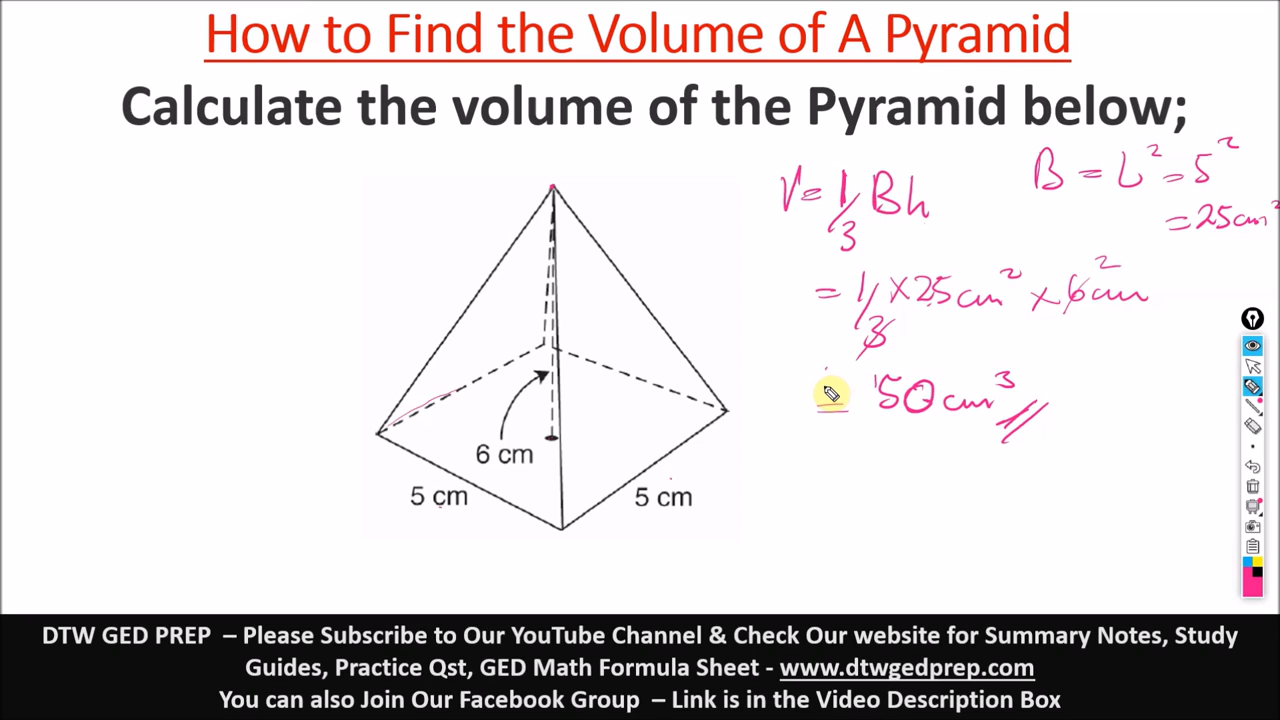 How to Find the Volume of A Pyramid
Calculate the volume of the Pyramid below;
V = 1/3 Bh
B = L² = 5²
= 25cm²
= 1/3 × 25cm² × 6cm 2
= 50cm³
6 cm
5 cm
5 cm
DTW GED PREP – Please Subscribe to Our YouTube Channel & Check Our website for Summary Notes, Study
Guides, Practice Qst, GED Math Formula Sheet - www.dtwgedprep.com
You can also Join Our Facebook Group – Link is in the Video Description Box